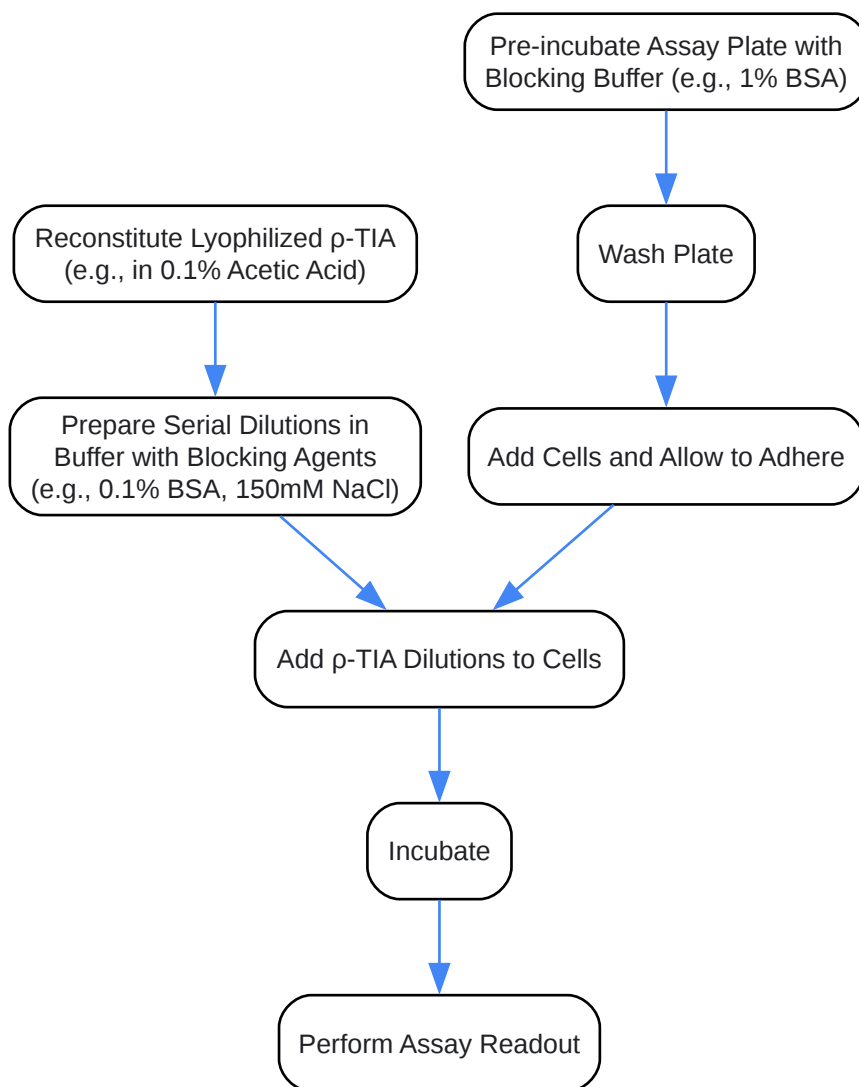 Pre-incubate Assay Plate with
Blocking Buffer (e.g., 1% BSA)
Reconstitute Lyophilized ρ-TIA
(e.g., in 0.1% Acetic Acid)
Wash Plate
Prepare Serial Dilutions in
Buffer with Blocking Agents
(e.g., 0.1% BSA, 150mM NaCl)
Add Cells and Allow to Adhere
Add ρ-TIA Dilutions to Cells
Incubate
Perform Assay Readout